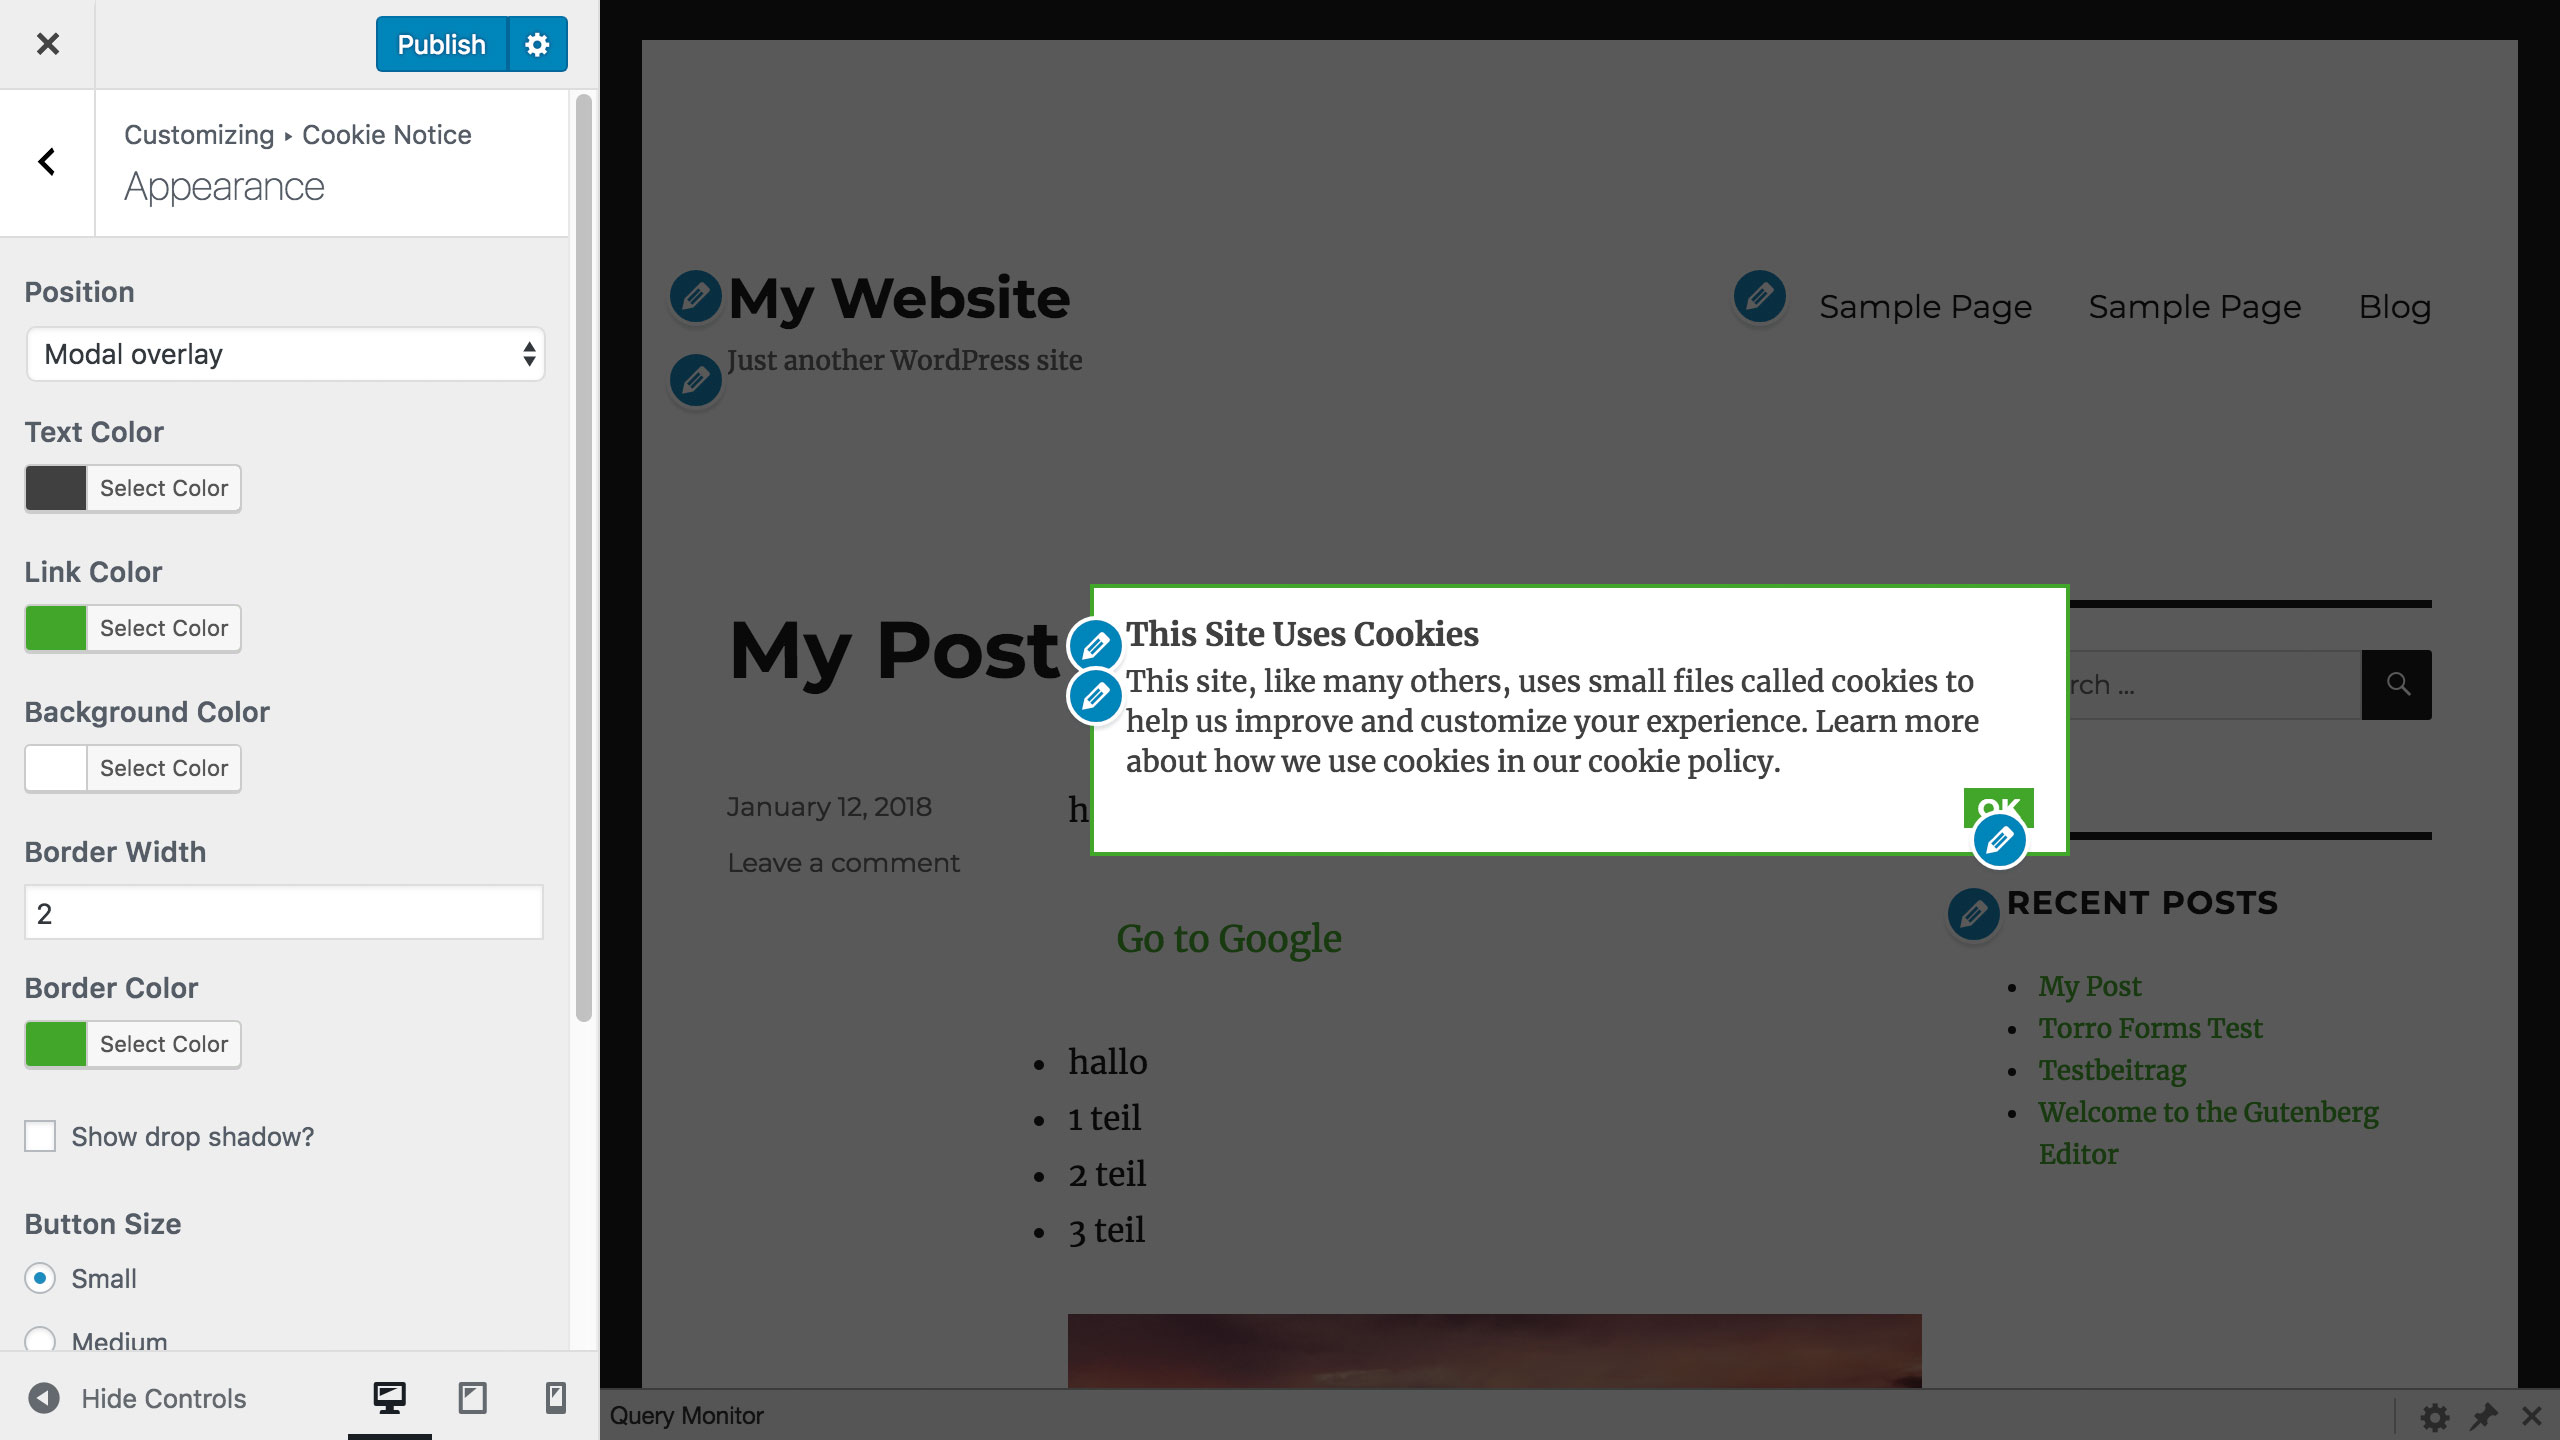 Publish
Customizing ▸ Cookie Notice
Appearance
Position
Modal overlay
Text Color
Select Color
Link Color
Select Color
Background Color
Select Color
Border Width
2
Border Color
Select Color
Show drop shadow?
Button Size
Small
Medium
Hide Controls
My Website
Just another WordPress site
Sample Page
Sample Page
Blog
My Post
January 12, 2018
Leave a comment
h
This Site Uses Cookies
This site, like many others, uses small files called cookies to
help us improve and customize your experience. Learn more
about how we use cookies in our cookie policy.
OK
rch ...
Go to Google
hallo
1 teil
2 teil
3 teil
RECENT POSTS
My Post
Torro Forms Test
Testbeitrag
Welcome to the Gutenberg
Editor
Query Monitor